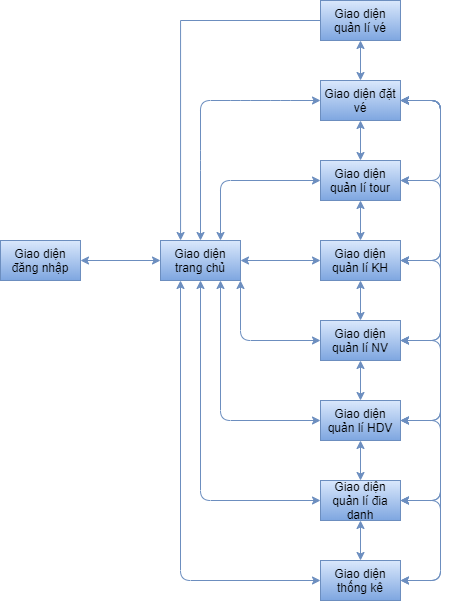 Giao diện
quản lí vé
Giao diện đặt
vé
Giao diện
quản lí tour
Giao diện
đăng nhập
Giao diện
trang chủ
Giao diện
quản lí KH
Giao diện
quản lí NV
Giao diện
quản lí HDV
Giao diện
quản lí đia
danh
Giao diện
thống kê